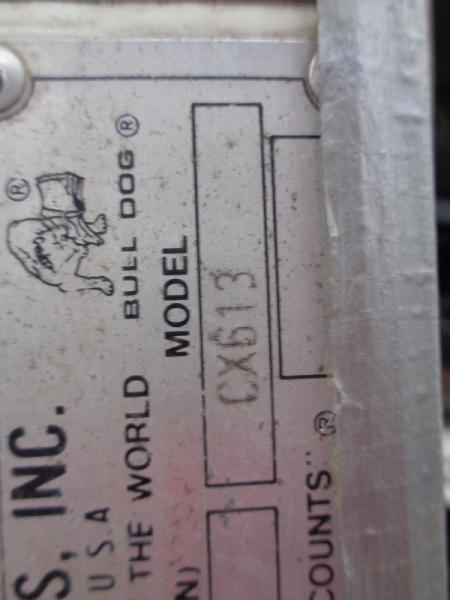 S, INC.
U.S.A
THE WORLD BULL DOG ®
MODEL
CX613
N)
COUNTS" ®
®